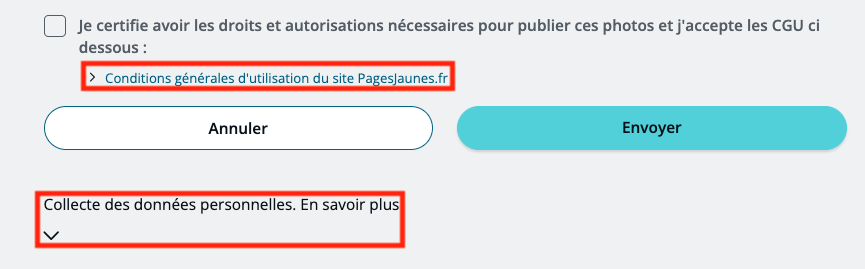 Je certifie avoir les droits et autorisations nécessaires pour publier ces photos et j'accepte les CGU ci
dessous :
Conditions générales d'utilisation du site PagesJaunes.fr
Annuler
Envoyer
Collecte des données personnelles. En savoir plus